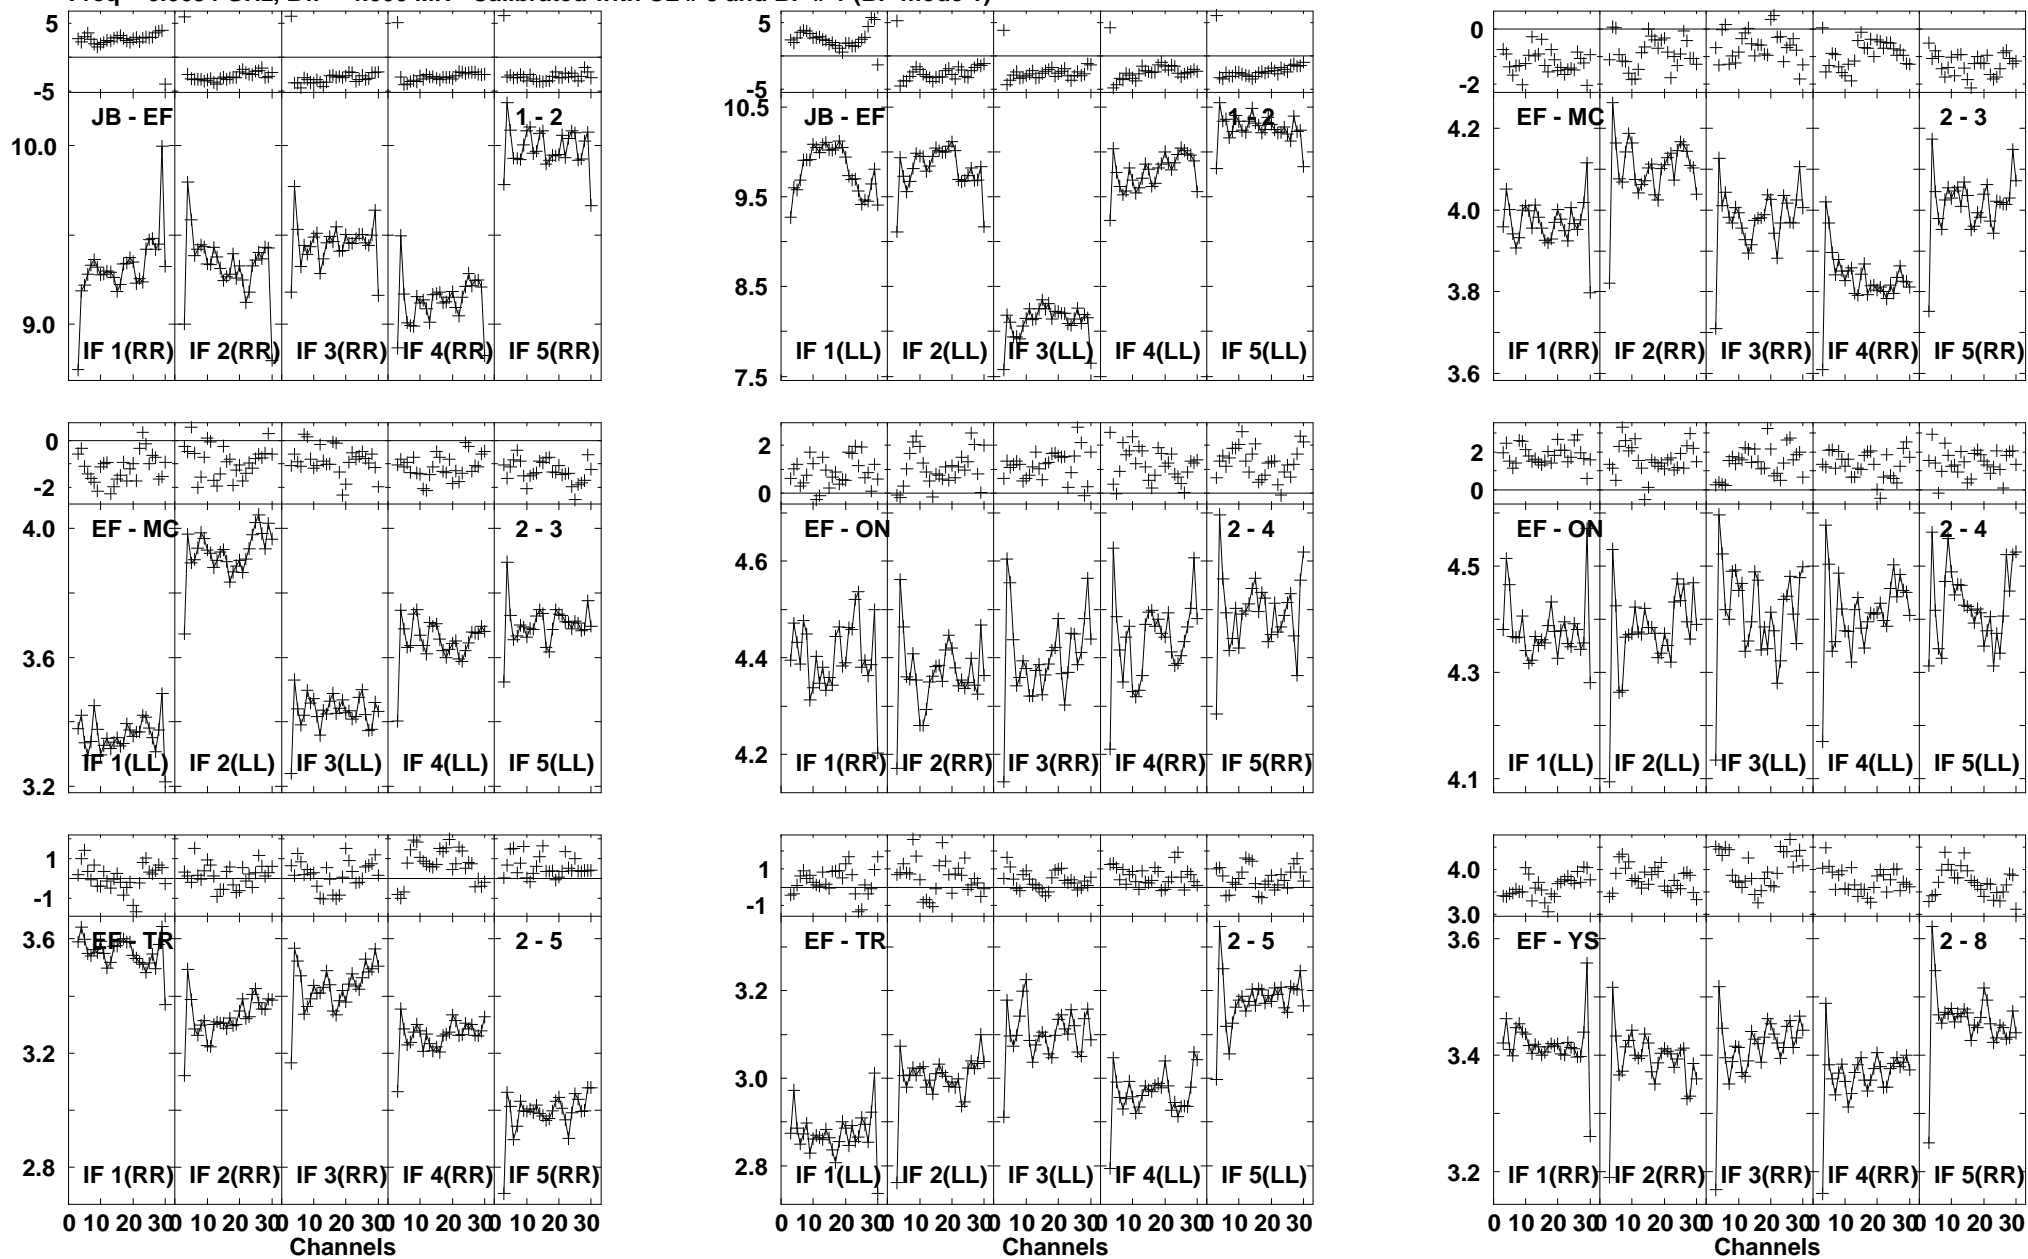 5
-5
JB - EF
1 - 2
10.0
9.0
IF 1(RR) IF 2(RR) IF 3(RR) IF 4(RR) IF 5(RR)
5
-5
JB - EF
1 - 2
10.5
9.5
8.5
7.5
IF 1(LL) IF 2(LL) IF 3(LL) IF 4(LL) IF 5(LL)
0
-2
EF - MC
2 - 3
4.2
4.0
3.8
3.6
IF 1(RR) IF 2(RR) IF 3(RR) IF 4(RR) IF 5(RR)
0
-2
EF - MC
2 - 3
4.0
3.6
3.2
IF 1(LL) IF 2(LL) IF 3(LL) IF 4(LL) IF 5(LL)
2
0
EF - ON
2 - 4
4.6
4.4
4.2
IF 1(RR) IF 2(RR) IF 3(RR) IF 4(RR) IF 5(RR)
2
0
EF - ON
2 - 4
4.5
4.3
4.1
IF 1(LL) IF 2(LL) IF 3(LL) IF 4(LL) IF 5(LL)
1
-1
EF - TR
2 - 5
3.6
3.2
2.8
IF 1(RR) IF 2(RR) IF 3(RR) IF 4(RR) IF 5(RR)
0 10 20 30 0 10 20 30 0 10 20 30 0 10 20 30 0 10 20 30
Channels
1
-1
EF - TR
2 - 5
3.2
3.0
2.8
IF 1(LL) IF 2(LL) IF 3(LL) IF 4(LL) IF 5(LL)
0 10 20 30 0 10 20 30 0 10 20 30 0 10 20 30 0 10 20 30
Channels
4.0
3.0
EF - YS
2 - 8
3.6
3.4
3.2
IF 1(RR) IF 2(RR) IF 3(RR) IF 4(RR) IF 5(RR)
0 10 20 30 0 10 20 30 0 10 20 30 0 10 20 30 0 10 20 30
Channels